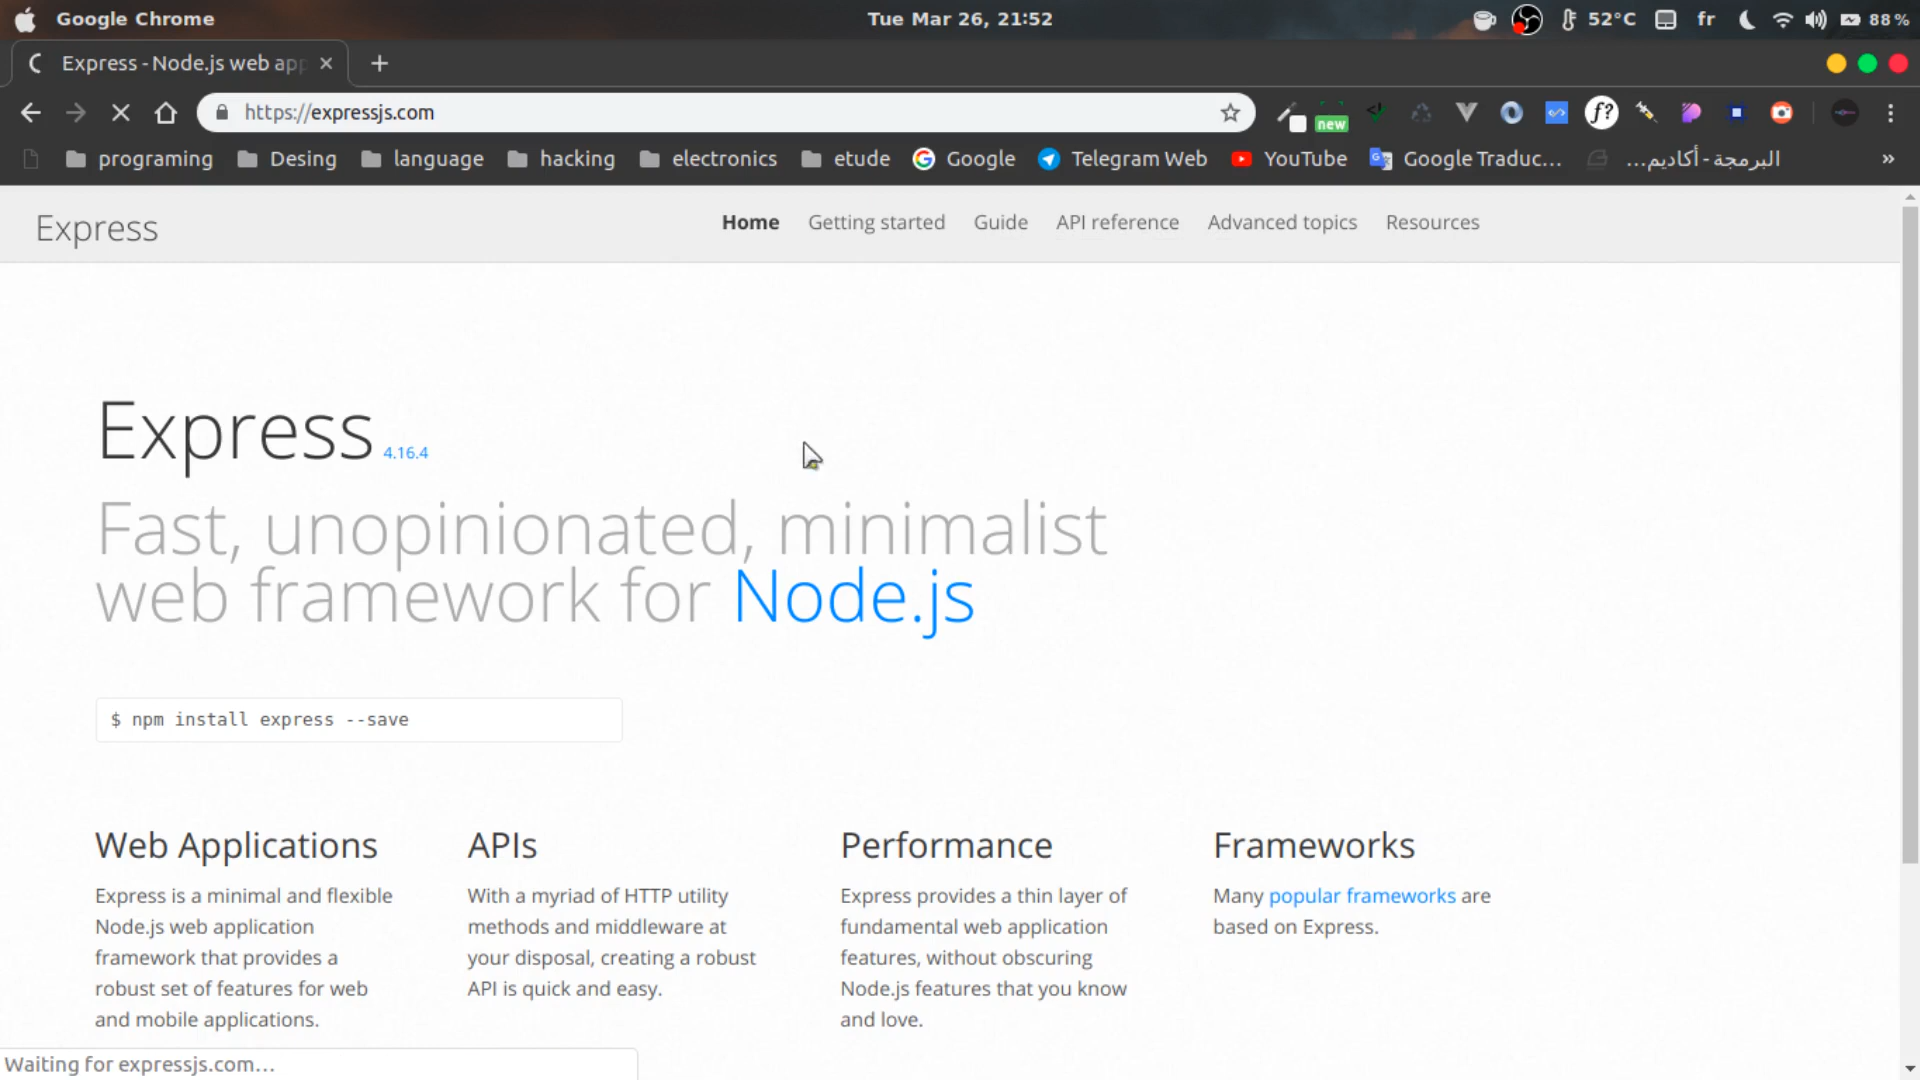 Google Chrome
Tue Mar 26, 21:52
52°C
fr
88 %
Express - Node.js web app
https://expressjs.com
new
f?
programing
Desing
language
hacking
electronics
etude
Google
Telegram Web
YouTube
Google Traduc...
البرمجة - أكاديم...
»
Express
Home
Getting started
Guide
API reference
Advanced topics
Resources
Express 4.16.4
Fast, unopinionated, minimalist
web framework for Node.js
$ npm install express --save
Web Applications
Express is a minimal and flexible
Node.js web application
framework that provides a
robust set of features for web
and mobile applications.
APIs
With a myriad of HTTP utility
methods and middleware at
your disposal, creating a robust
API is quick and easy.
Performance
Express provides a thin layer of
fundamental web application
features, without obscuring
Node.js features that you know
and love.
Frameworks
Many popular frameworks are
based on Express.
Waiting for expressjs.com...